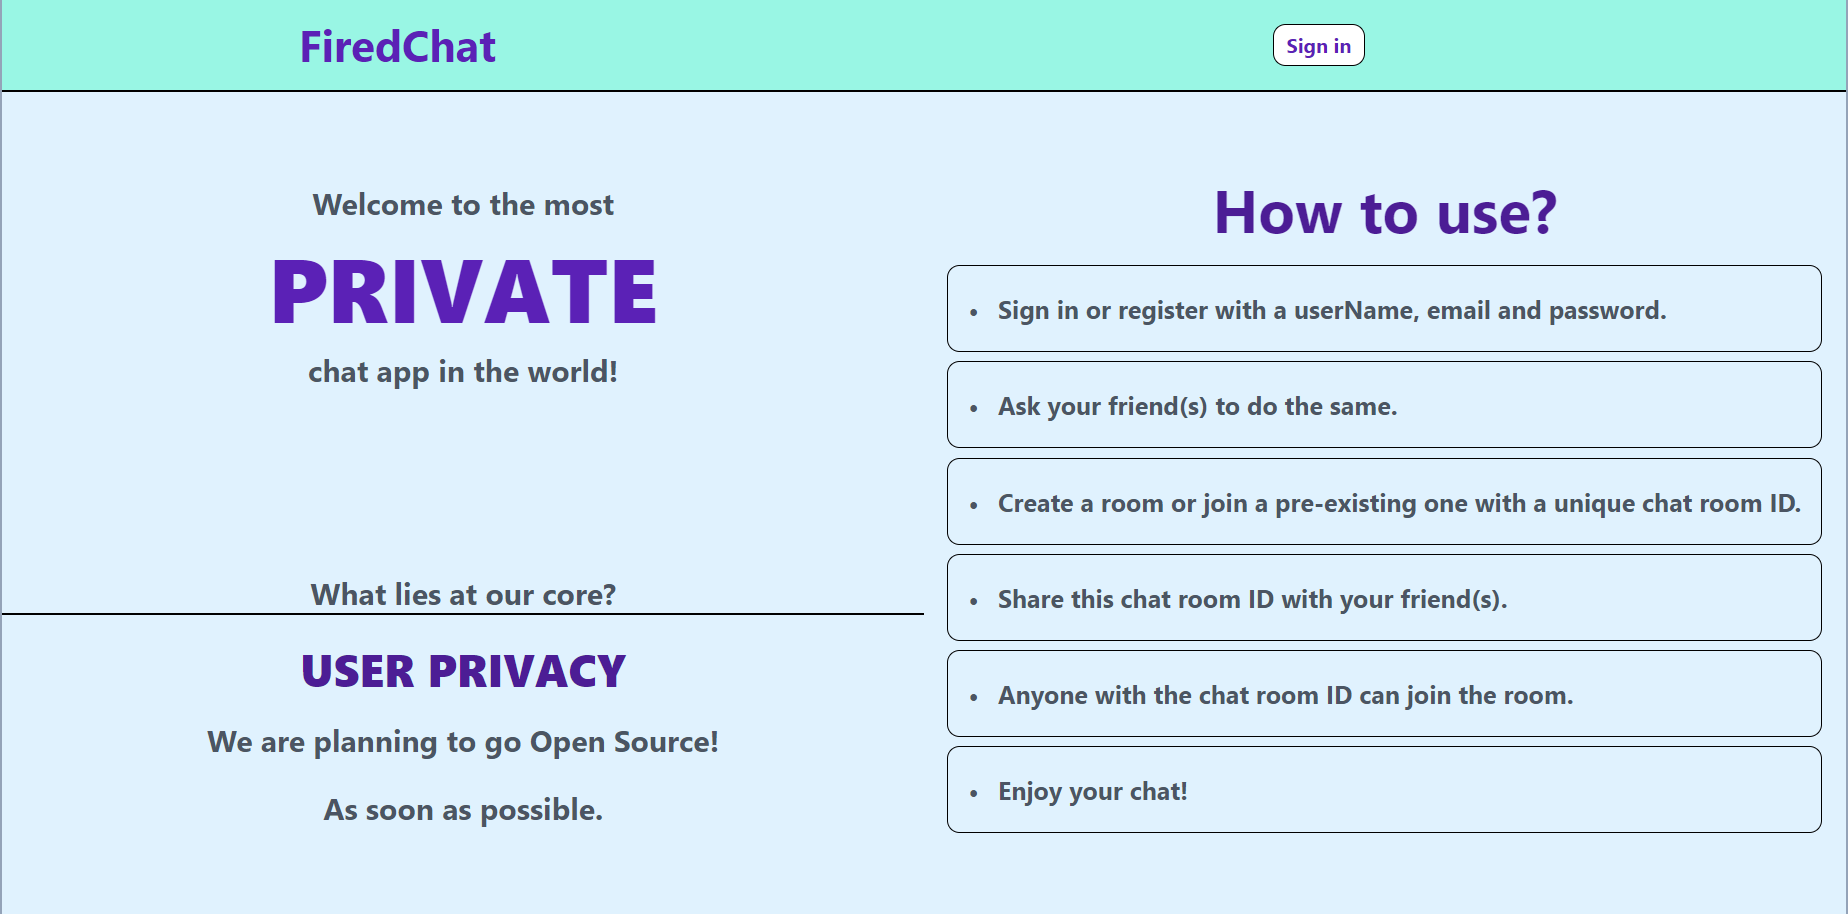 FiredChat
Sign in
Welcome to the most
PRIVATE
chat app in the world!
What lies at our core?
USER PRIVACY
We are planning to go Open Source!
As soon as possible.
How to use?
• Sign in or register with a userName, email and password.
• Ask your friend(s) to do the same.
• Create a room or join a pre-existing one with a unique chat room ID.
• Share this chat room ID with your friend(s).
• Anyone with the chat room ID can join the room.
• Enjoy your chat!